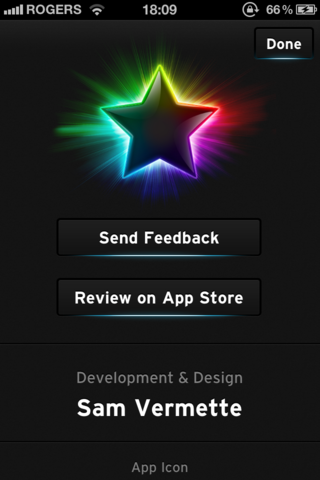 ROGERS 18:09 66%
Done
Send Feedback
Review on App Store
Development & Design
Sam Vermette
App Icon